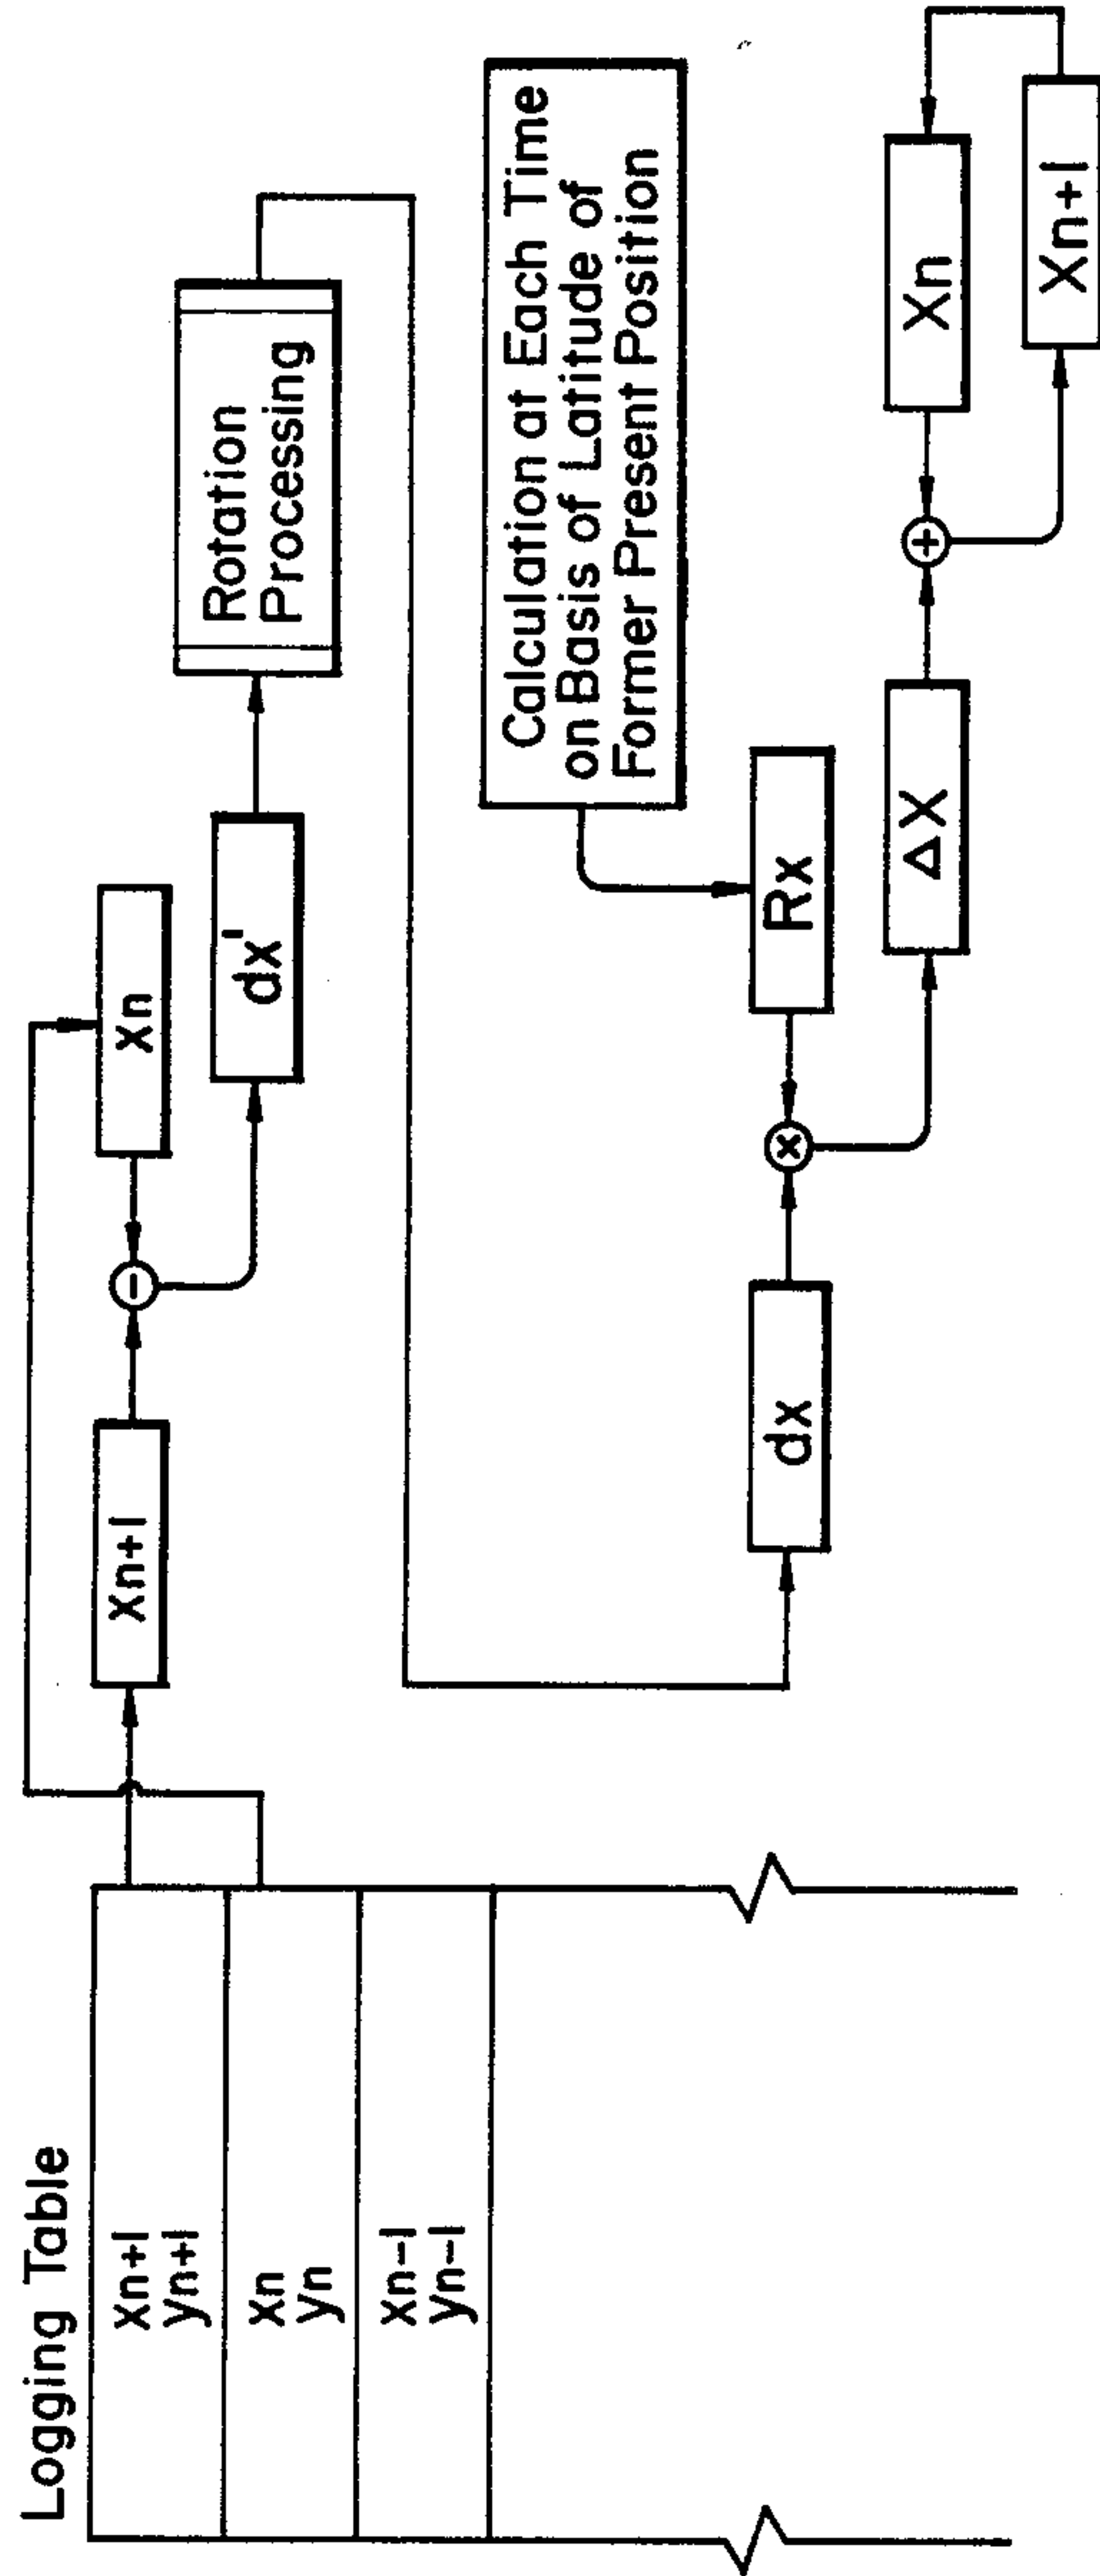 Logging Table
xn+1
yn+1
xn
yn
xn-1
yn-1
xn+1
-
xn
dx'
Rotation
Processing
Calculation at Each Time
on Basis of Latitude of
Former Present Position
dx
×
Rx
ΔX
+
Xn
Xn+1